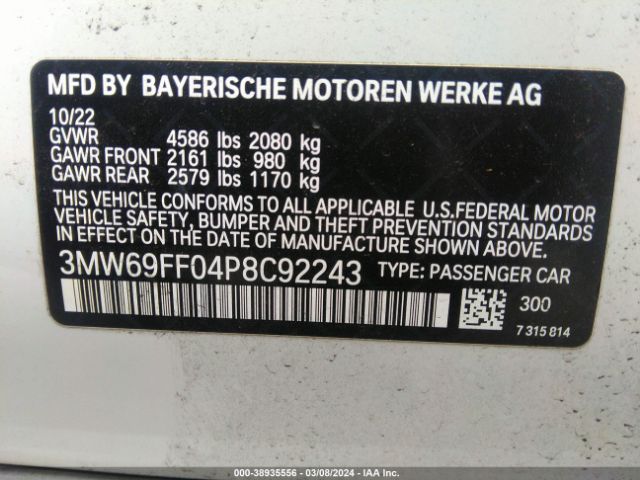 MFD BY BAYERISCHE MOTOREN WERKE AG
10/22
GVWR 4586 lbs 2080 kg
GAWR FRONT 2161 lbs 980 kg
GAWR REAR 2579 lbs 1170 kg
THIS VEHICLE CONFORMS TO ALL APPLICABLE U.S.FEDERAL MOTOR
VEHICLE SAFETY, BUMPER AND THEFT PREVENTION STANDARDS
IN EFFECT ON THE DATE OF MANUFACTURE SHOWN ABOVE.
3MW69FF04P8C92243 TYPE: PASSENGER CAR
300
7 315 814
000-38935556 | 03/08/2024 - IAA Inc.